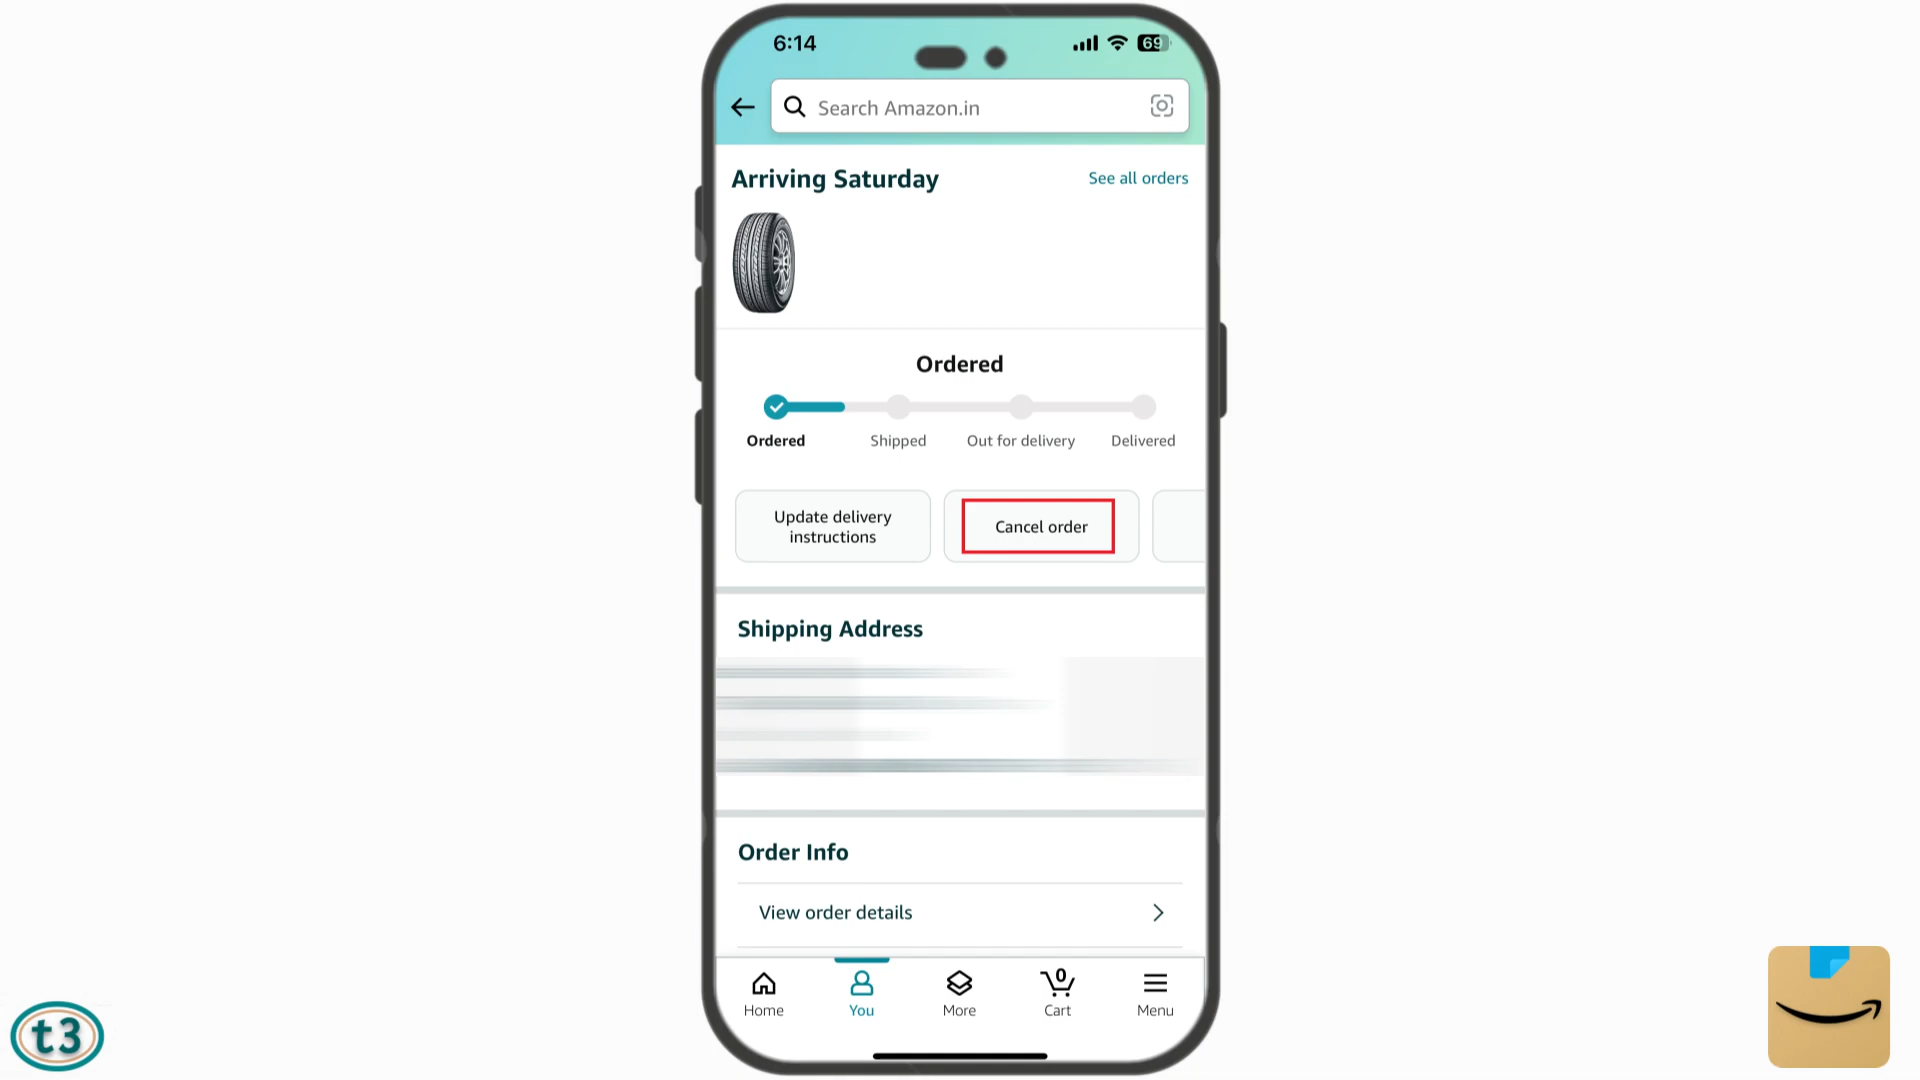 6:14
69
Search Amazon.in
Arriving Saturday
See all orders
Ordered
Ordered
Shipped
Out for delivery
Delivered
Update delivery
instructions
Cancel order
Shipping Address
Order Info
View order details
0
Home
You
More
Cart
Menu
t3